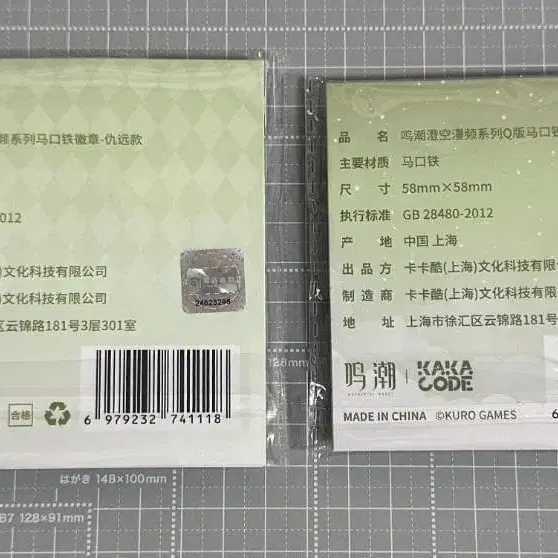 频系列马口铁徽章-仇远款
012
)文化科技有限公司
)文化科技有限公司
区云锦路181号3层301室
24625296
合格
6 979232 741118
品 名 鸣潮澄空漫频系列Q版马口
主要材质 马口铁
尺 寸 58mm×58mm
执行标准 GB 28480-2012
产 地 中国 上海
出 品 方 卡卡酷(上海)文化科技有限
制 造 商 卡卡酷(上海)文化科技有限
地 址 上海市徐汇区云锦路181号
鸣潮 KAKA CODE
MADE IN CHINA ©KURO GAMES
6
128mm
はがき 148×100mm
B7 128×91mm